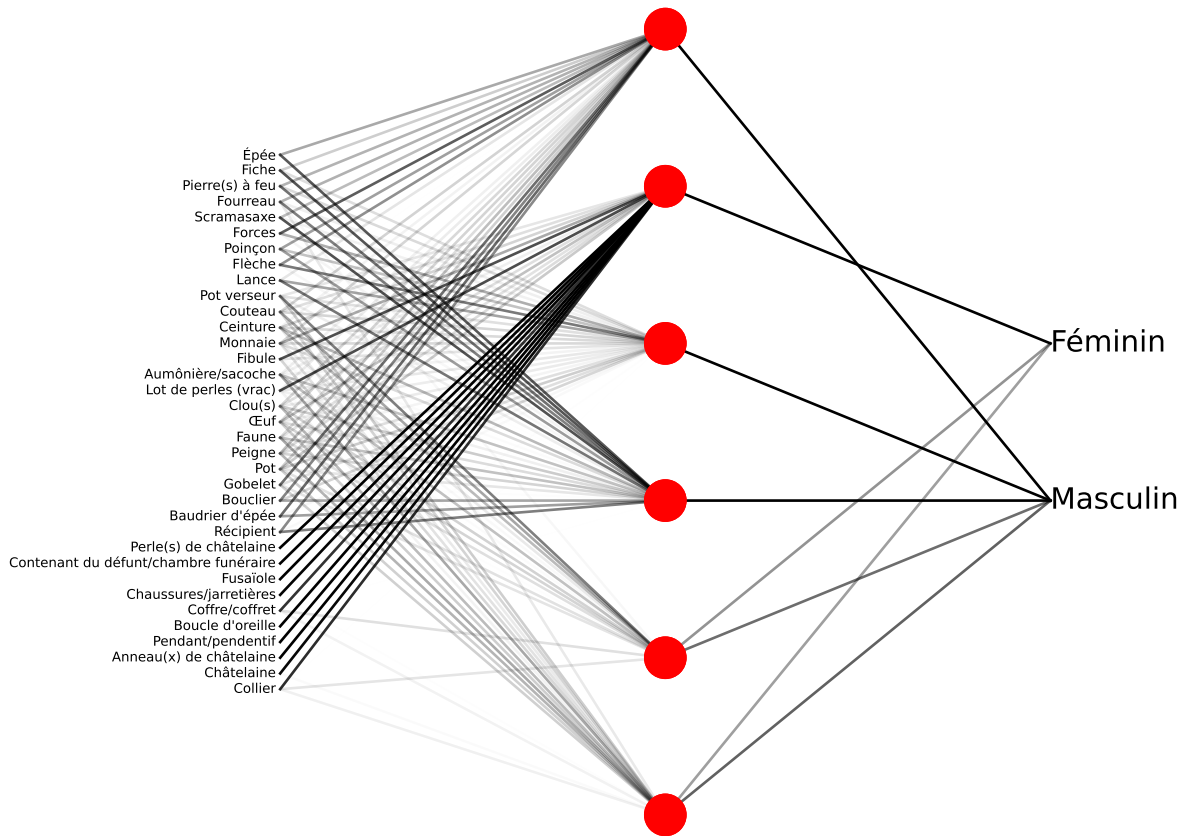 Épée
Fiche
Pierre(s) à feu
Fourreau
Scramasaxe
Forces
Poinçon
Flèche
Lance
Pot verseur
Couteau
Ceinture
Monnaie
Fibule
Aumônière/sacoche
Lot de perles (vrac)
Clou(s)
Œuf
Faune
Peigne
Pot
Gobelet
Bouclier
Baudrier d'épée
Récipient
Perle(s) de châtelaine
Contenant du défunt/chambre funéraire
Fusaïole
Chaussures/jarretières
Coffre/coffret
Boucle d'oreille
Pendant/pendentif
Anneau(x) de châtelaine
Châtelaine
Collier
Féminin
Masculin